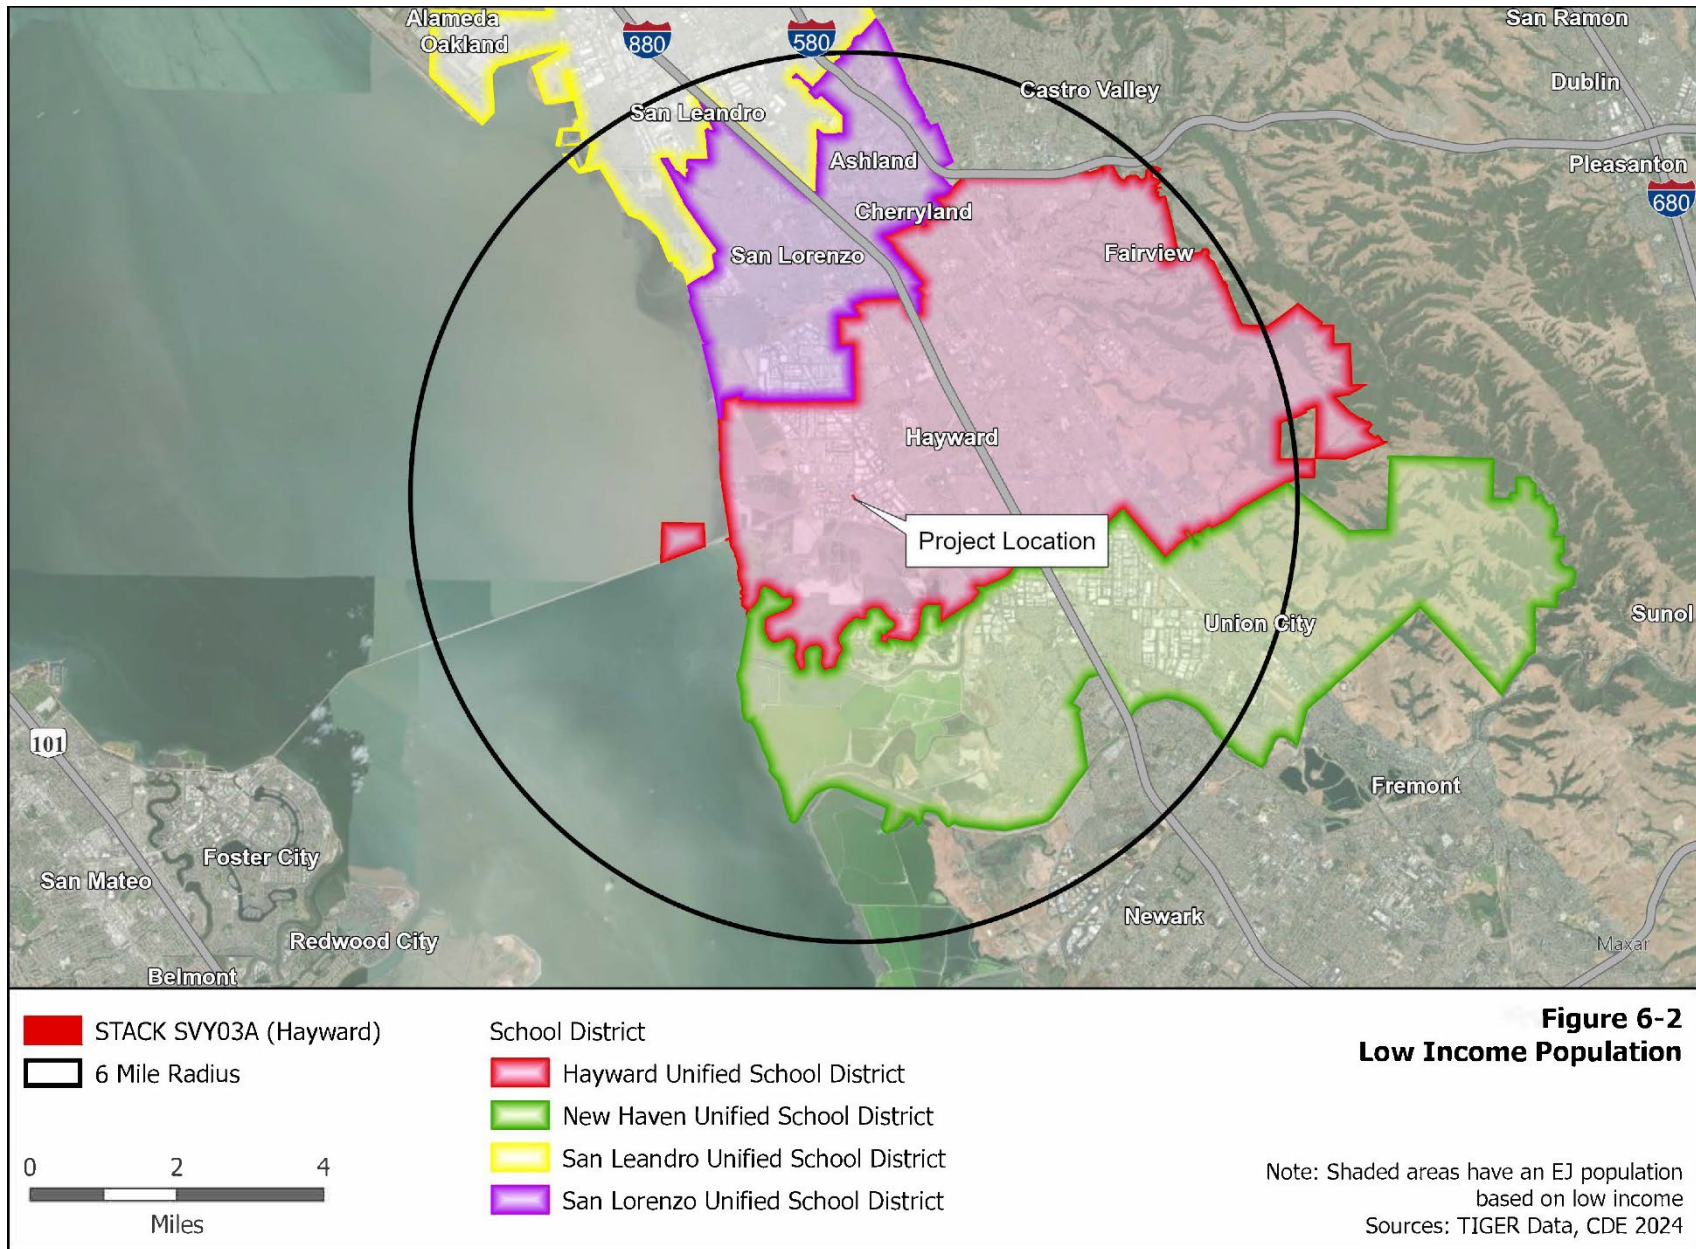 Alameda
Oakland
880
580
San Ramon
Dublin
Castro Valley
San Leandro
Ashland
Pleasanton
680
Cherryland
San Lorenzo
Fairview
Hayward
Project Location
Union City
Sunol
101
Fremont
Foster City
San Mateo
Newark
Redwood City
Maxar
Belmont
STACK SVY03A (Hayward)
6 Mile Radius
0 2 4
Miles
School District
Hayward Unified School District
New Haven Unified School District
San Leandro Unified School District
San Lorenzo Unified School District
Figure 6-2
Low Income Population
Note: Shaded areas have an EJ population
based on low income
Sources: TIGER Data, CDE 2024